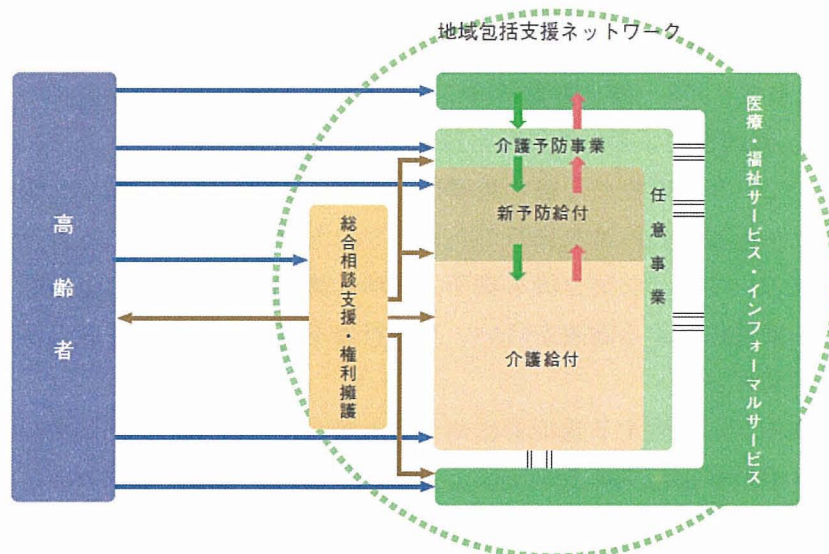 地域包括支援ネットワーク
高齢者
総合相談支援・権利擁護
介護予防事業
新予防給付
介護給付
任意事業
医療・福祉サービス・インフォーマルサービス